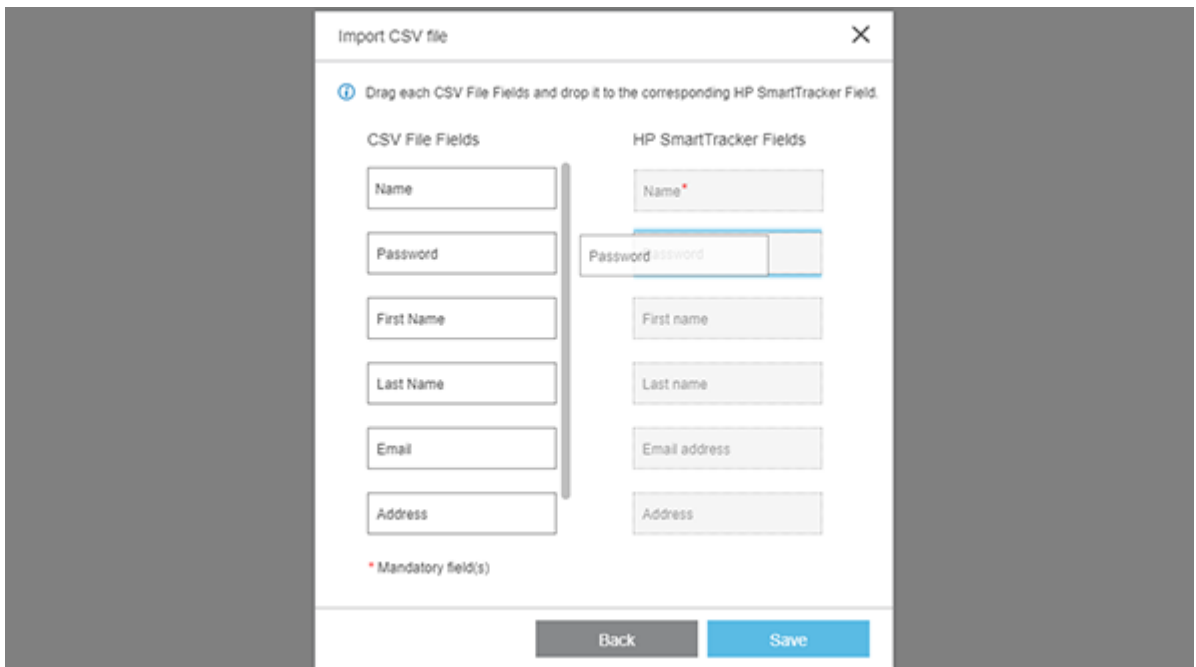 Import CSV file
Drag each CSV File Fields and drop it to the corresponding HP SmartTracker Field.
CSV File Fields HP SmartTracker Fields
Name Name*
Password Password Password
First Name First name
Last Name Last name
Email Email address
Address Address
* Mandatory field(s)
Back Save